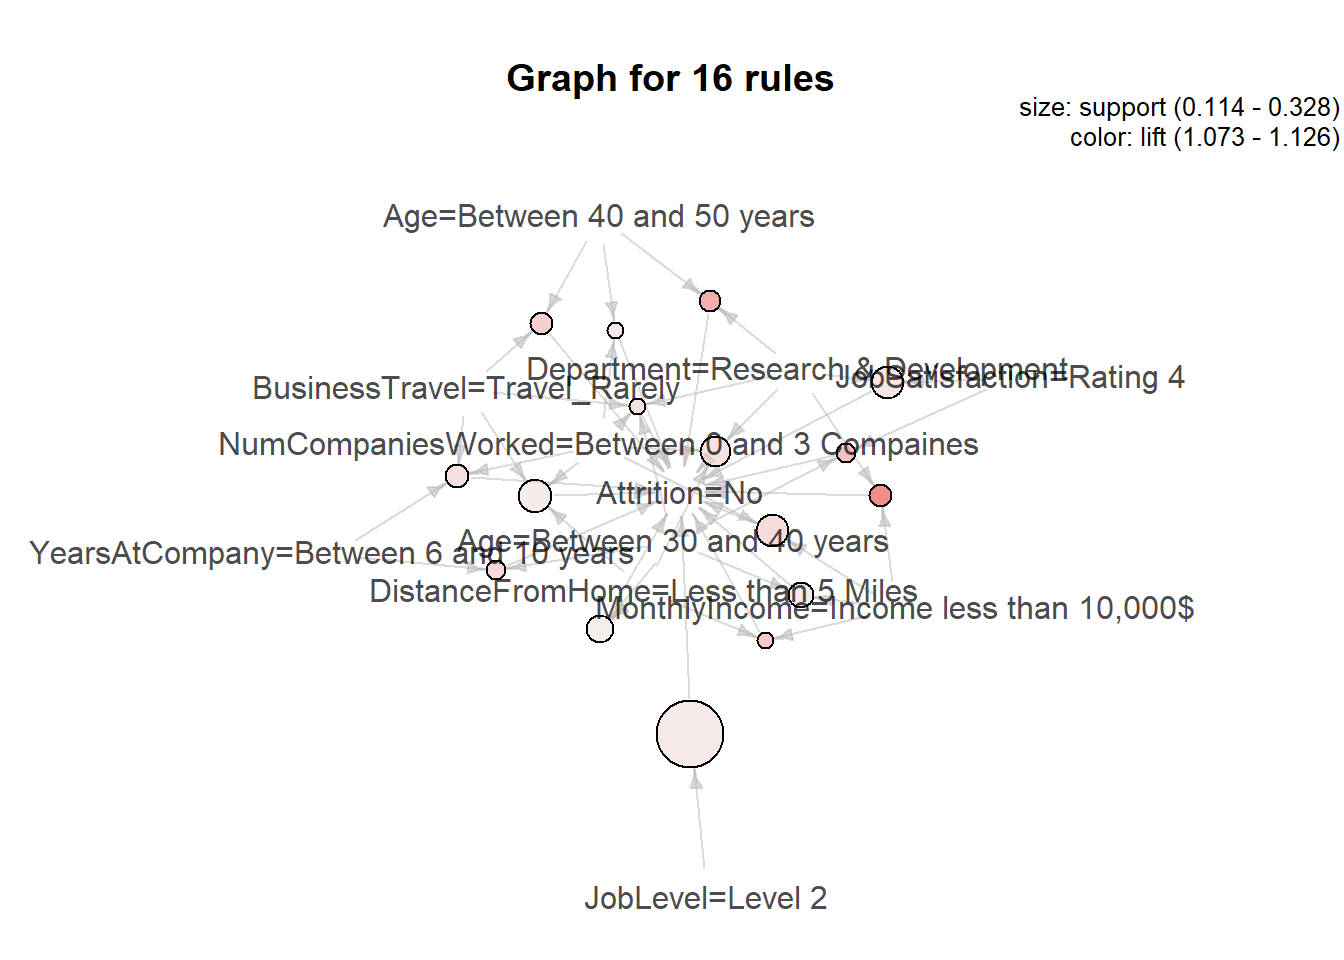 Graph for 16 rules
size: support (0.114 - 0.328)
color: lift (1.073 - 1.126)
Age=Between 40 and 50 years
Department=Research & Development
JobSatisfaction=Rating 4
BusinessTravel=Travel_Rarely
NumCompaniesWorked=Between 0 and 3 Compaines
Attrition=No
Age=Between 30 and 40 years
YearsAtCompany=Between 6 and 10 years
DistanceFromHome=Less than 5 Miles
MonthlyIncome=Income less than 10,000$
JobLevel=Level 2